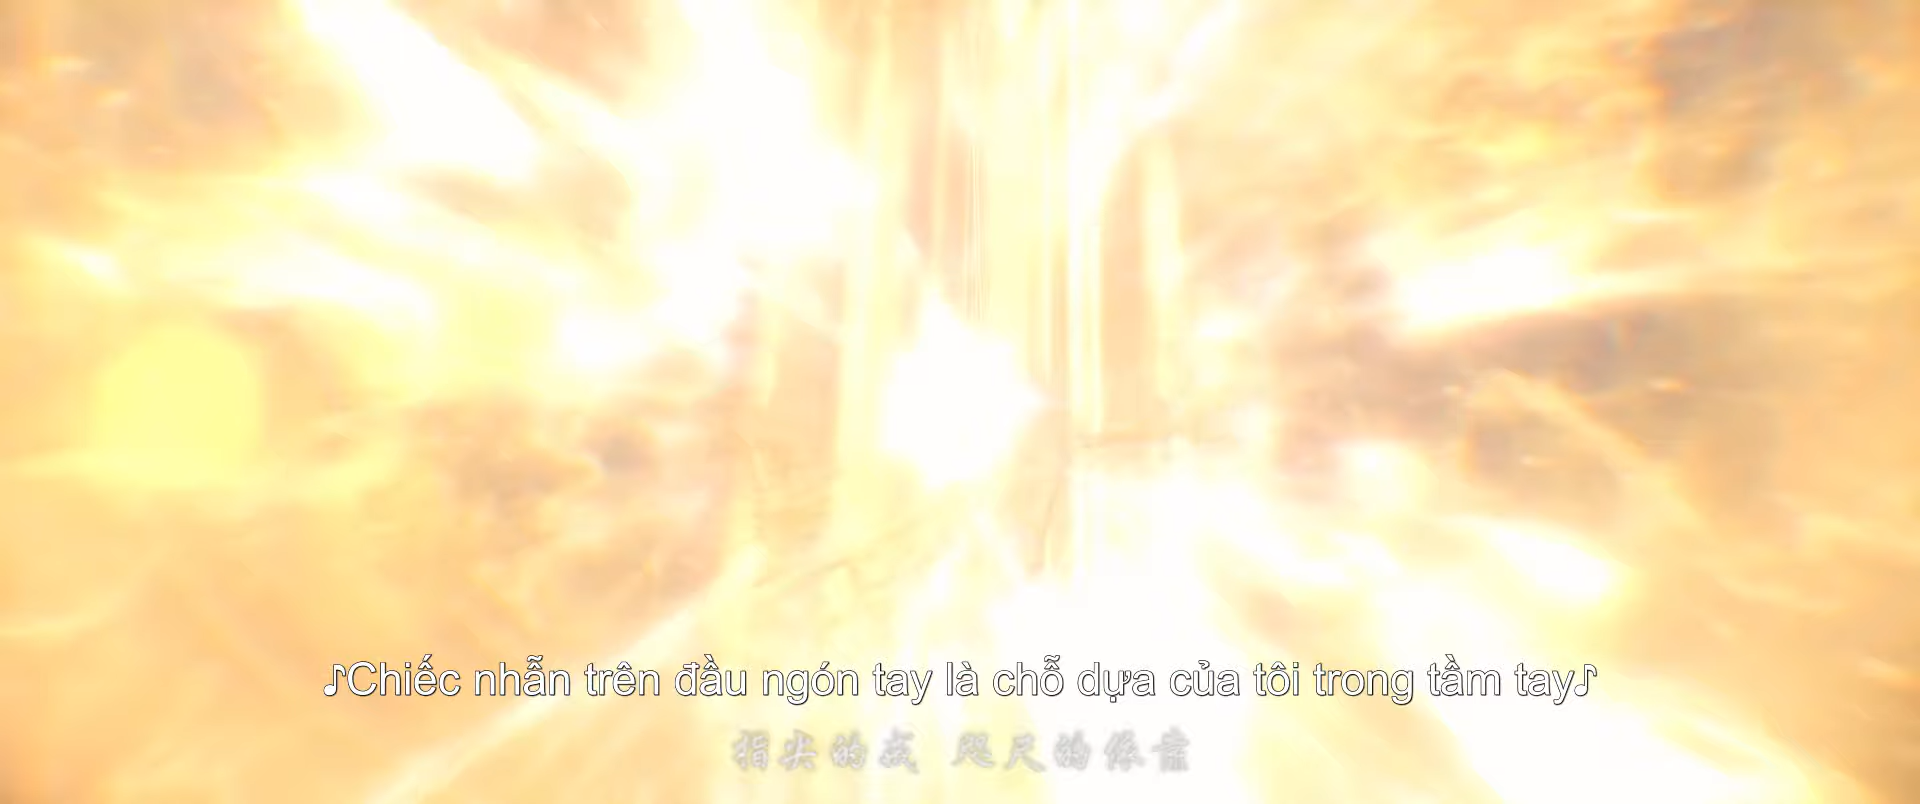 ♪Chiếc nhẫn trên đầu ngón tay là chỗ dựa của tôi trong tầm tay♪
指尖的戒 咫尺的依靠